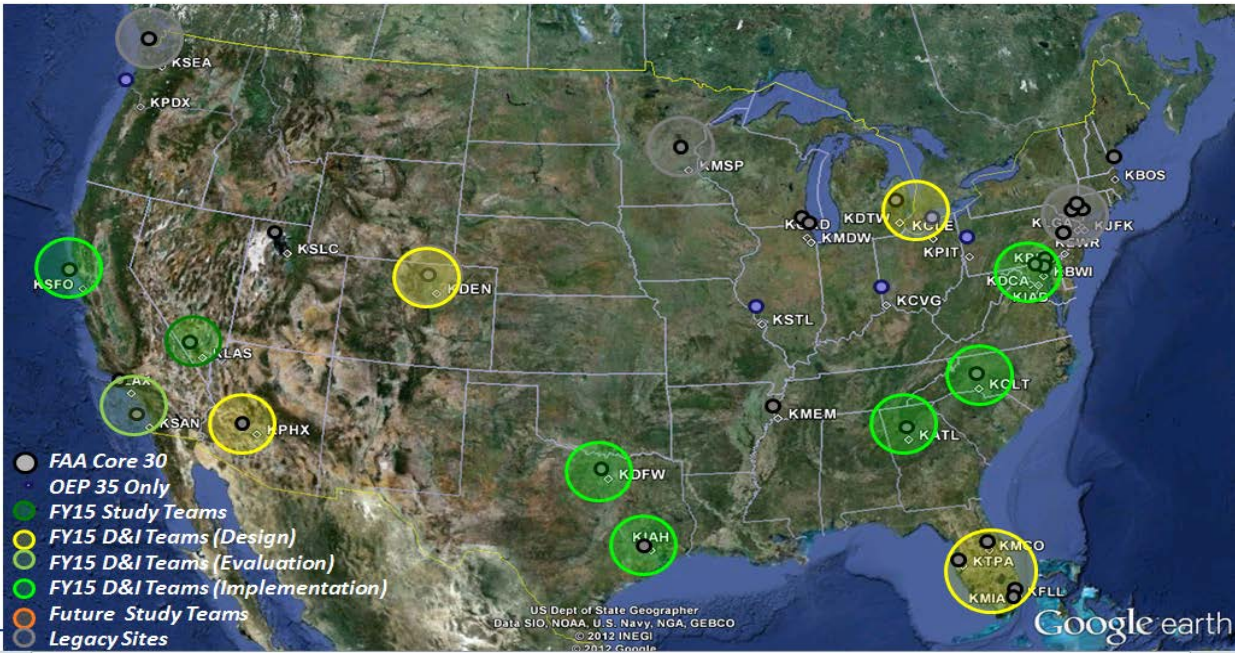 KSEA
KPDX
KMSP
KBOS
KDTW
KCLE
KJFK
KSLC
KMDW
KPIT
KEWR
KSFO
KDEN
KBWI
KDCA
KIAD
KCVG
KSTL
KLAS
KCLT
KSAN
KPHX
KMEM
KATL
KDFW
KIAH
KMCO
KTPA
KFLL
KMIA
FAA Core 30
OEP 35 Only
FY15 Study Teams
FY15 D&I Teams (Design)
FY15 D&I Teams (Evaluation)
FY15 D&I Teams (Implementation)
Future Study Teams
Legacy Sites
US Dept of State Geographer
Data SIO, NOAA, U.S. Navy, NGA, GEBCO
© 2012 INEGI
© 2012 Google
Google earth